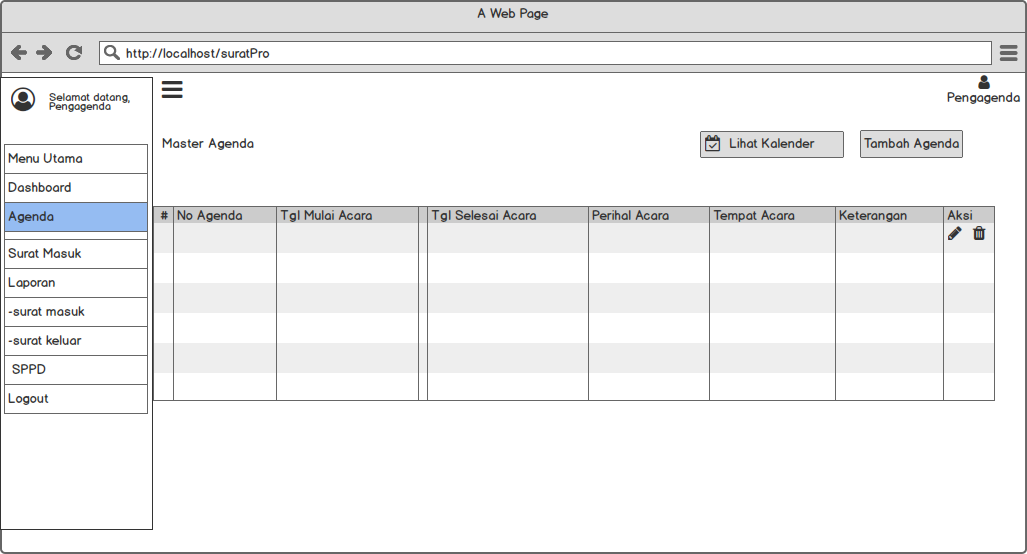 A Web Page
http://localhost/suratPro
Selamat datang,
Pengagenda
Pengagenda
Master Agenda
Lihat Kalender
Tambah Agenda
Menu Utama
Dashboard
Agenda
Surat Masuk
Laporan
-surat masuk
-surat keluar
SPPD
Logout
# No Agenda Tgl Mulai Acara Tgl Selesai Acara Perihal Acara Tempat Acara Keterangan Aksi